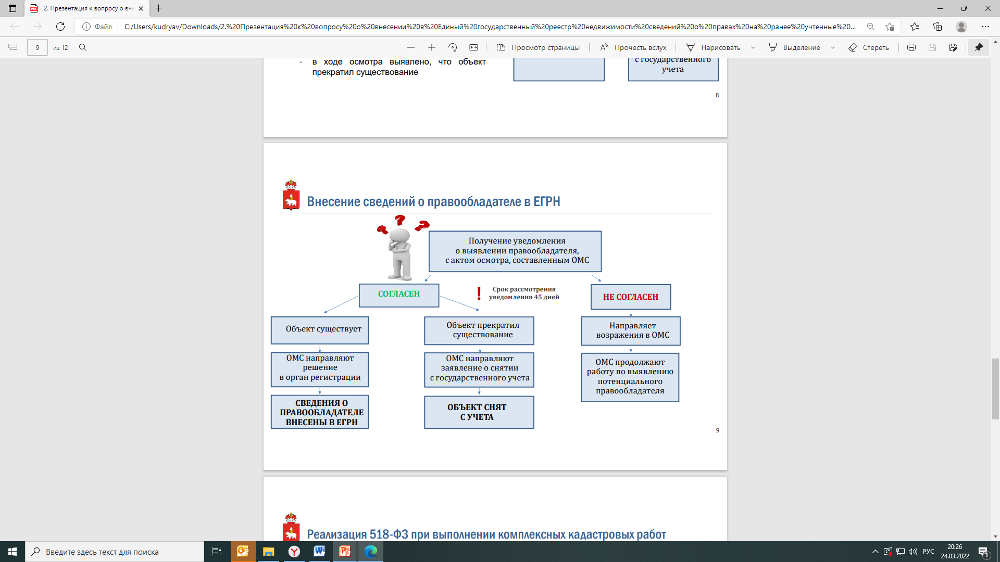 2. Презентация к вопросу о вне
Файл
C:/Users/kudryav/Downloads/2.%20Презентация%20к%20вопросу%20о%20внесении%20в%20Единый%20государственный%20реестр%20недвижимости%20сведений%20о%20правах%20на%20ранее%20учтенные%20...
9
из 12
Просмотр страницы
Прочесть вслух
Нарисовать
Выделение
Стереть
- в ходе осмотра выявлено, что объект
прекратил существование
с государственного
учета
8
Внесение сведений о правообладателе в ЕГРН
Получение уведомления
о выявлении правообладателя,
с актом осмотра, составленным ОМС
СОГЛАСЕН
! Срок рассмотрения
уведомления 45 дней
НЕ СОГЛАСЕН
Объект существует
Объект прекратил
существование
Направляет
возражения в ОМС
ОМС направляют
решение
в орган регистрации
ОМС направляют
заявление о снятии
с государственного учета
ОМС продолжают
работу по выявлению
потенциального
правообладателя
СВЕДЕНИЯ О
ПРАВООБЛАДАТЕЛЕ
ВНЕСЕНЫ В ЕГРН
ОБЪЕКТ СНЯТ
С УЧЕТА
9
Реализация 518-ФЗ при выполнении комплексных кадастровых работ
Введите здесь текст для поиска
РУС
20:26
24.03.2022
1